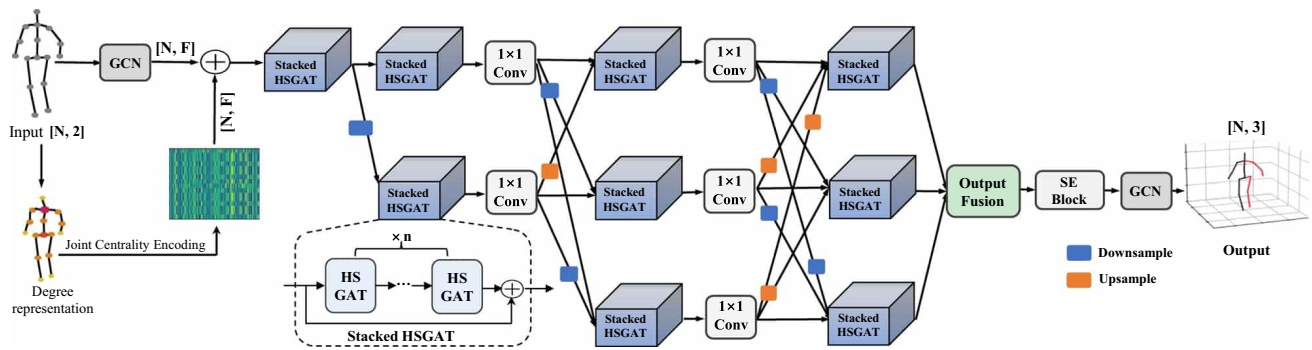 Input [N, 2]
GCN
[N, F]
[N, F]
Joint Centrality Encoding
Degree
representation
Stacked
HSGAT
Stacked
HSGAT
1×1
Conv
Stacked
HSGAT
1×1
Conv
Stacked
HSGAT
Stacked
HSGAT
1×1
Conv
Stacked
HSGAT
1×1
Conv
Stacked
HSGAT
Stacked
HSGAT
1×1
Conv
Stacked
HSGAT
× n
HS
GAT
...
HS
GAT
Stacked HSGAT
Output
Fusion
SE
Block
GCN
[N, 3]
Output
Downsample
Upsample